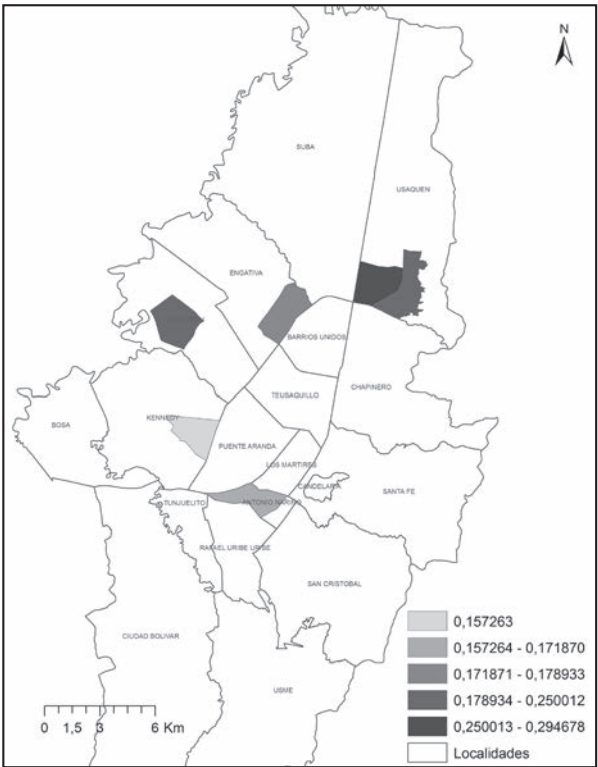 N
SUBA
USAQUEN
ENGATIVA
BARRIOS UNIDOS
TEUSAQUILLO
CHAPINERO
KENNEDY
BOSA
PUENTE ARANDA
LOS MARTIRES
CANDELARIA
SANTA FE
TUNJUELITO
ANTONIO NARIÑO
RAFAEL URIBE URIBE
SAN CRISTOBAL
CIUDAD BOLIVAR
USME
0,157263
0,157264 - 0,171870
0,171871 - 0,178933
0,178934 - 0,250012
0,250013 - 0,294678
Localidades
0 1,5 3 6 Km